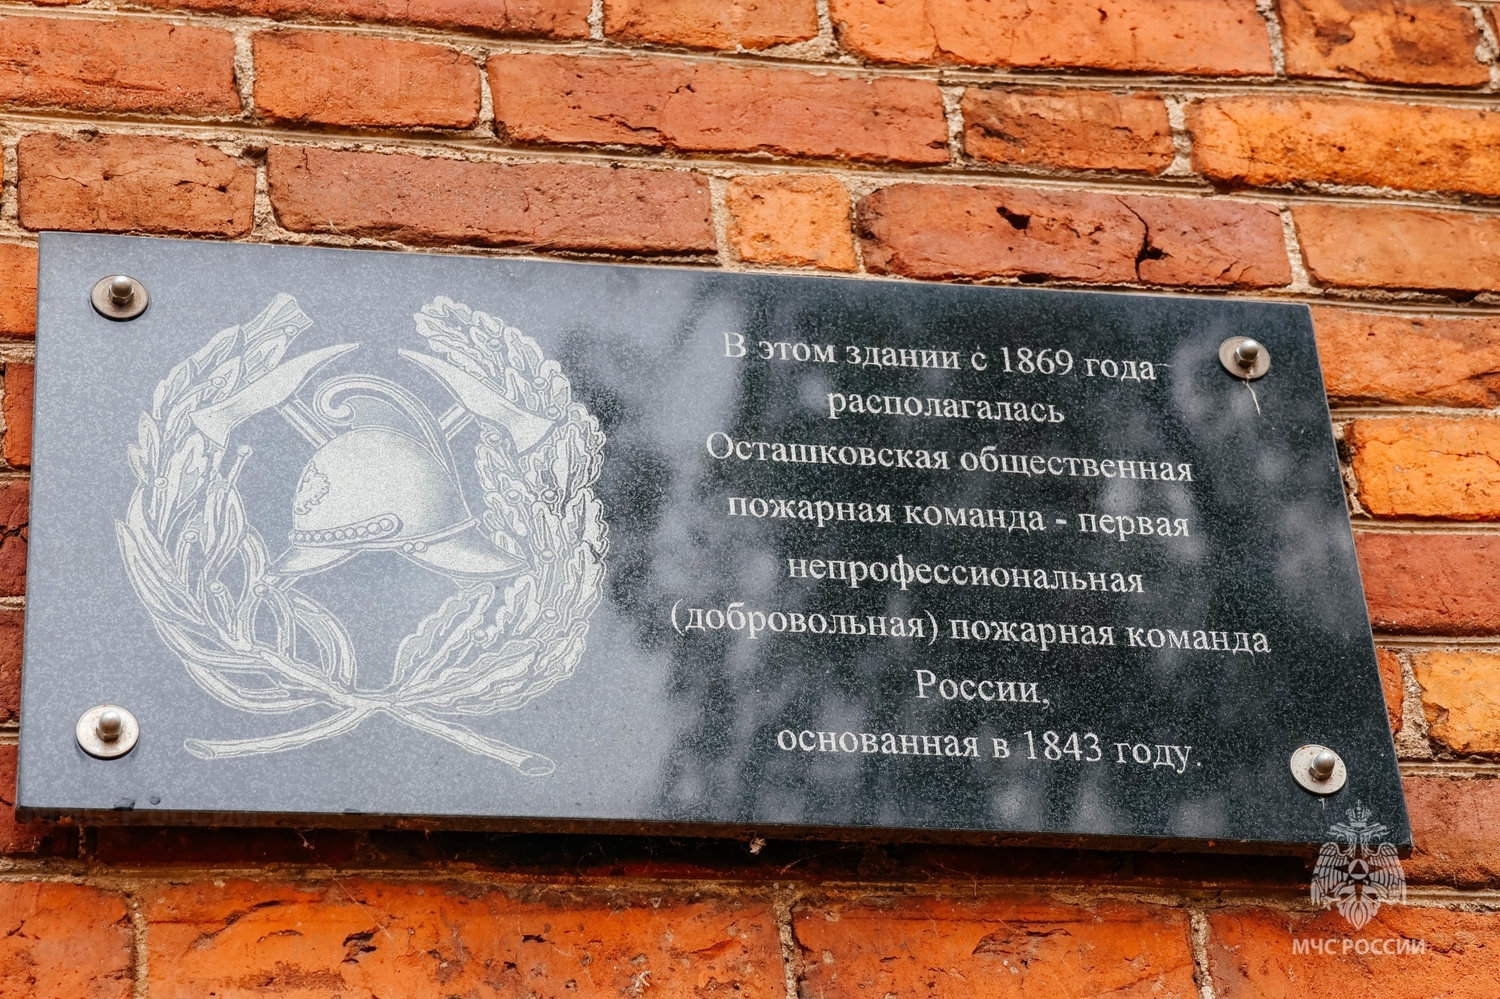 В этом здании с 1869 года
располагалась
Осташковская общественная
пожарная команда - первая
непрофессиональная
(добровольная) пожарная команда
России,
основанная в 1843 году.
МЧС РОССИИ